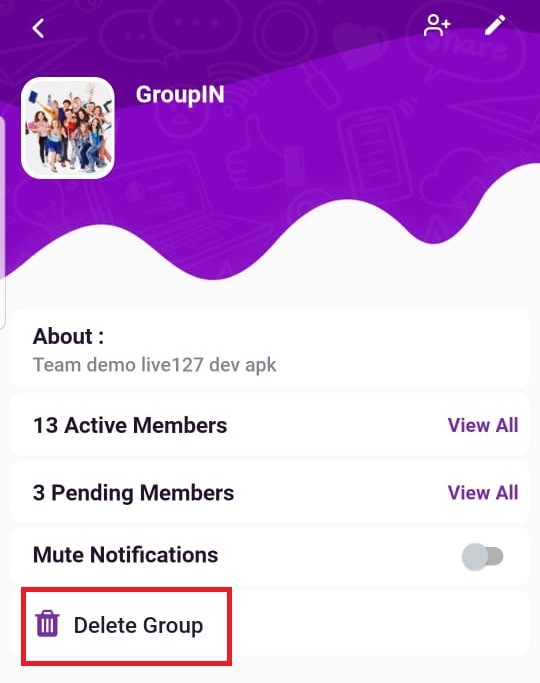 GroupIN
About :
Team demo live127 dev apk
13 Active Members View All
3 Pending Members View All
Mute Notifications
Delete Group